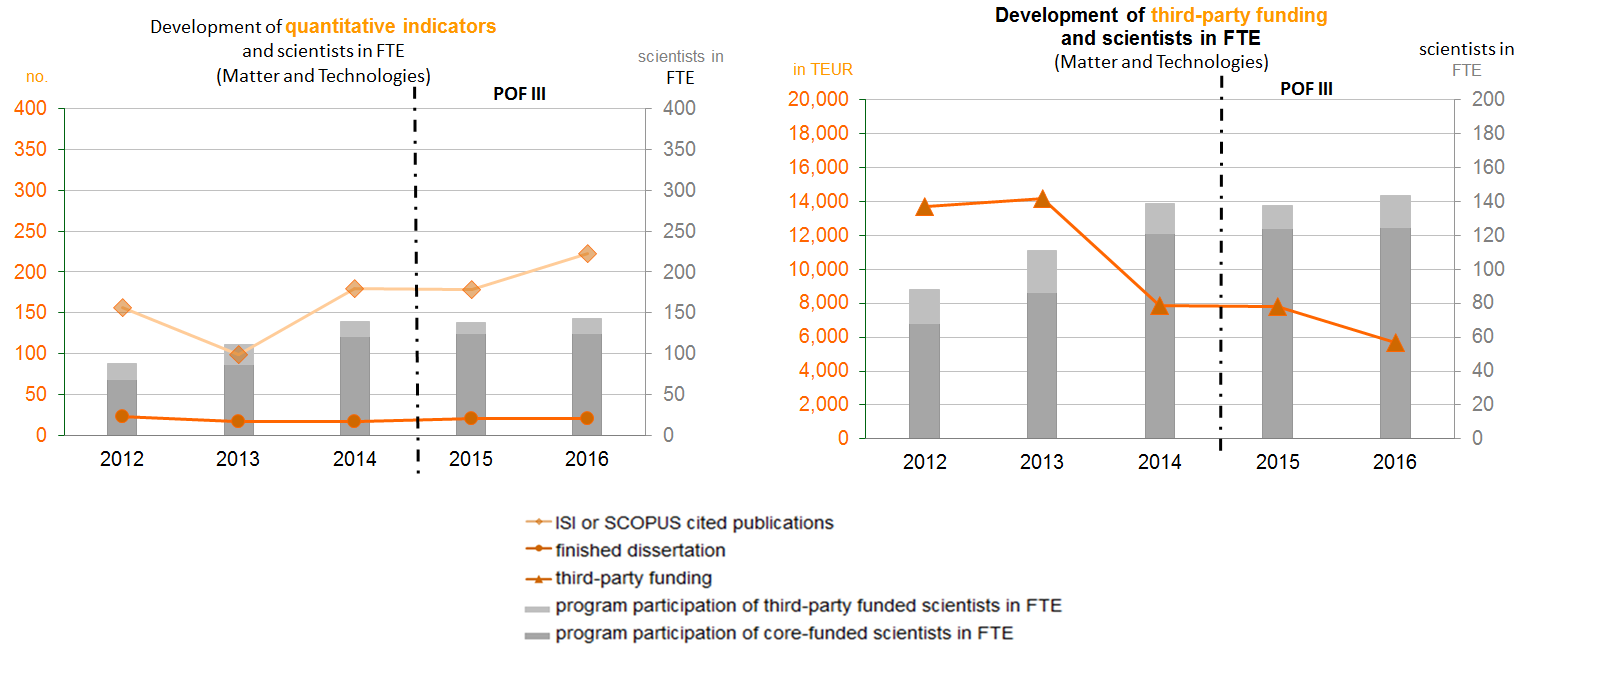 Development of quantitative indicators
and scientists in FTE
(Matter and Technologies)
no.
scientists in
FTE
POF III
400
350
300
250
200
150
100
50
0
400
350
300
250
200
150
100
50
0
2012
2013
2014
2015
2016
Development of third-party funding
and scientists in FTE
(Matter and Technologies)
in TEUR
scientists in
FTE
POF III
20,000
18,000
16,000
14,000
12,000
10,000
8,000
6,000
4,000
2,000
0
200
180
160
140
120
100
80
60
40
20
0
2012
2013
2014
2015
2016
ISI or SCOPUS cited publications
finished dissertation
third-party funding
program participation of third-party funded scientists in FTE
program participation of core-funded scientists in FTE